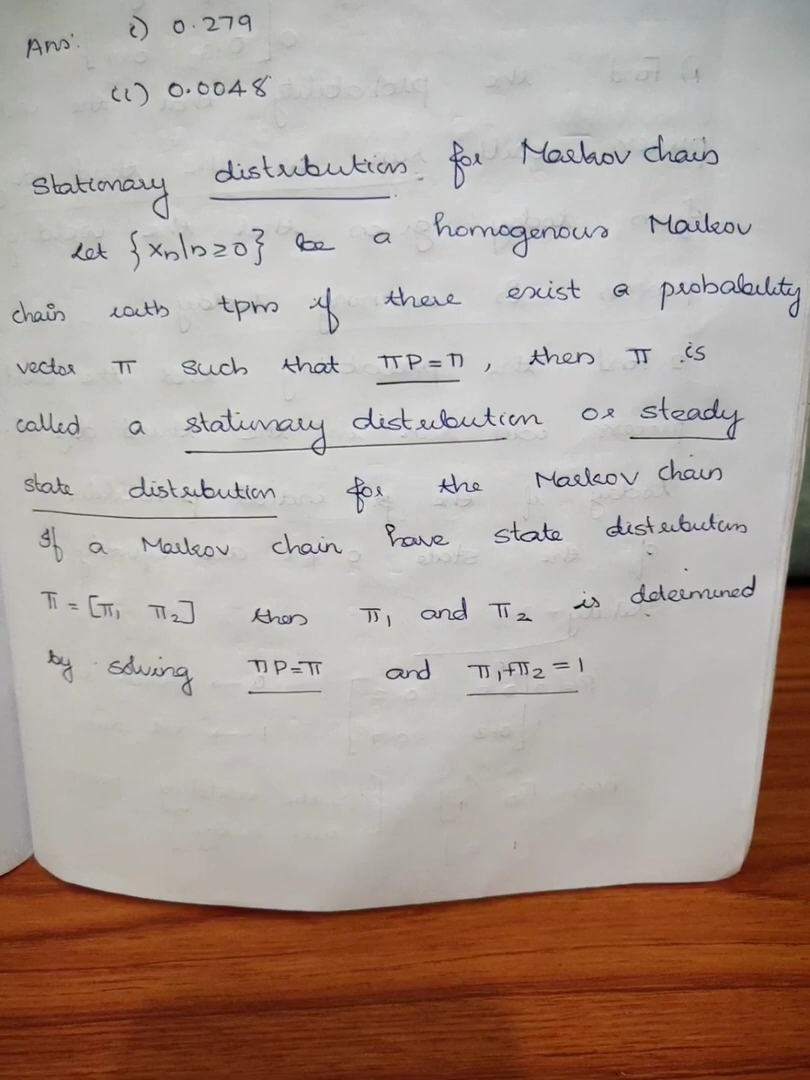 Ans: i) 0.279
(ii) 0.0048
Stationary distribution for Markov chain
Let {Xn|n≥0} be a homogenous Markov
chain with tpm if there exist a probability
vector π such that πP=π, then π is
called a stationary distribution or steady
state distribution for the Markov chain
If a Markov chain have state distribution
π = [π₁ π₂] then π₁ and π₂ is determined
by solving πP=π and π₁+π₂=1